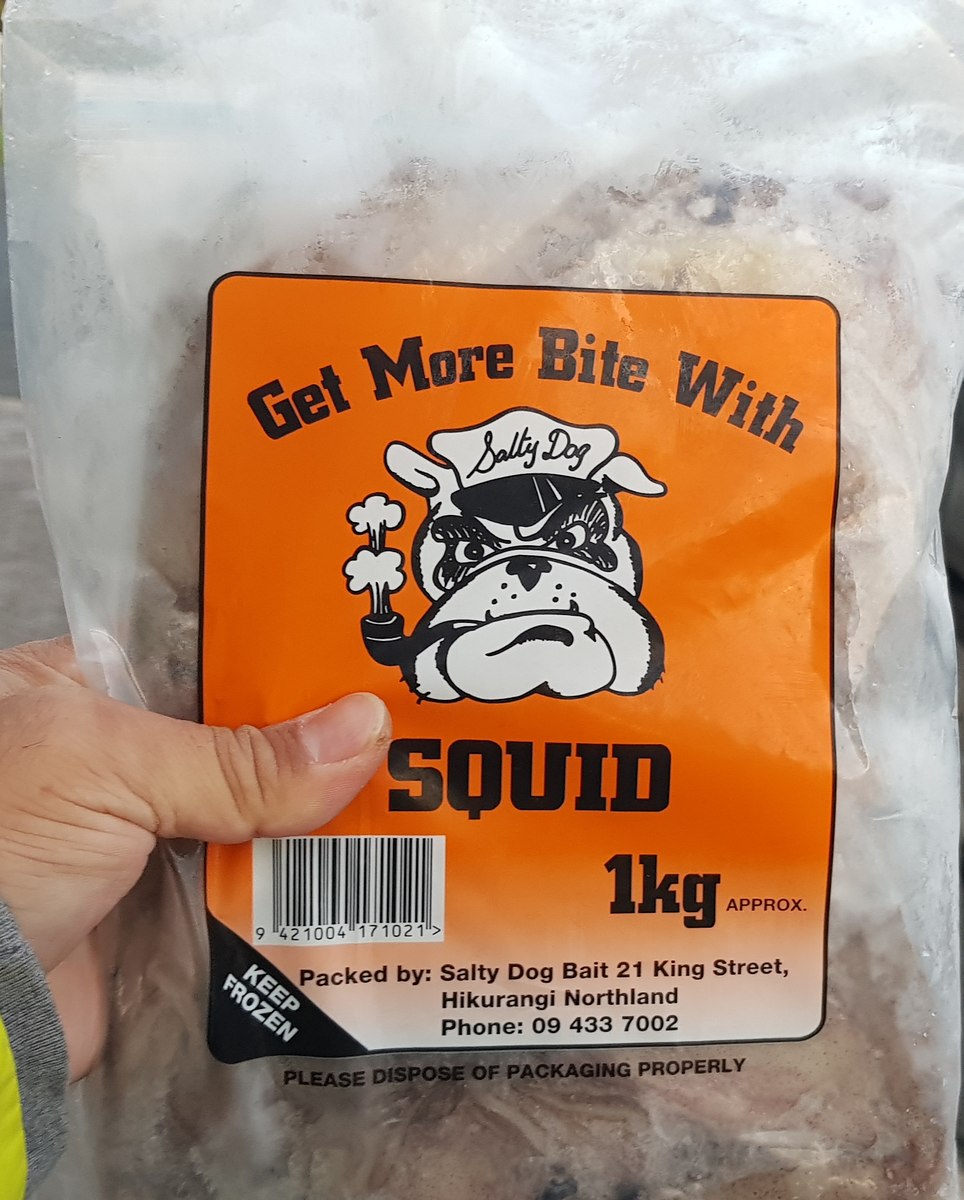 Get More Bite With
Salty Dog
SQUID
1kg APPROX.
9 421004 171021 >
KEEP
FROZEN
Packed by: Salty Dog Bait 21 King Street,
Hikurangi Northland
Phone: 09 433 7002
PLEASE DISPOSE OF PACKAGING PROPERLY